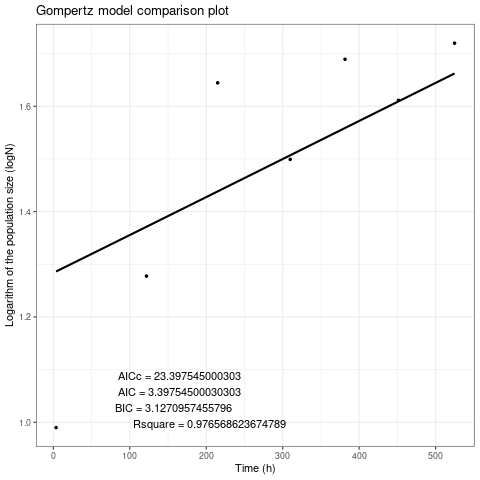 Gompertz model comparison plot
Logarithm of the population size (logN)
1.6
1.4
1.2
1.0
AICc = 23.397545000303
AIC = 3.39754500030303
BIC = 3.1270957455796
Rsquare = 0.976568623674789
0 100 200 300 400 500
Time (h)